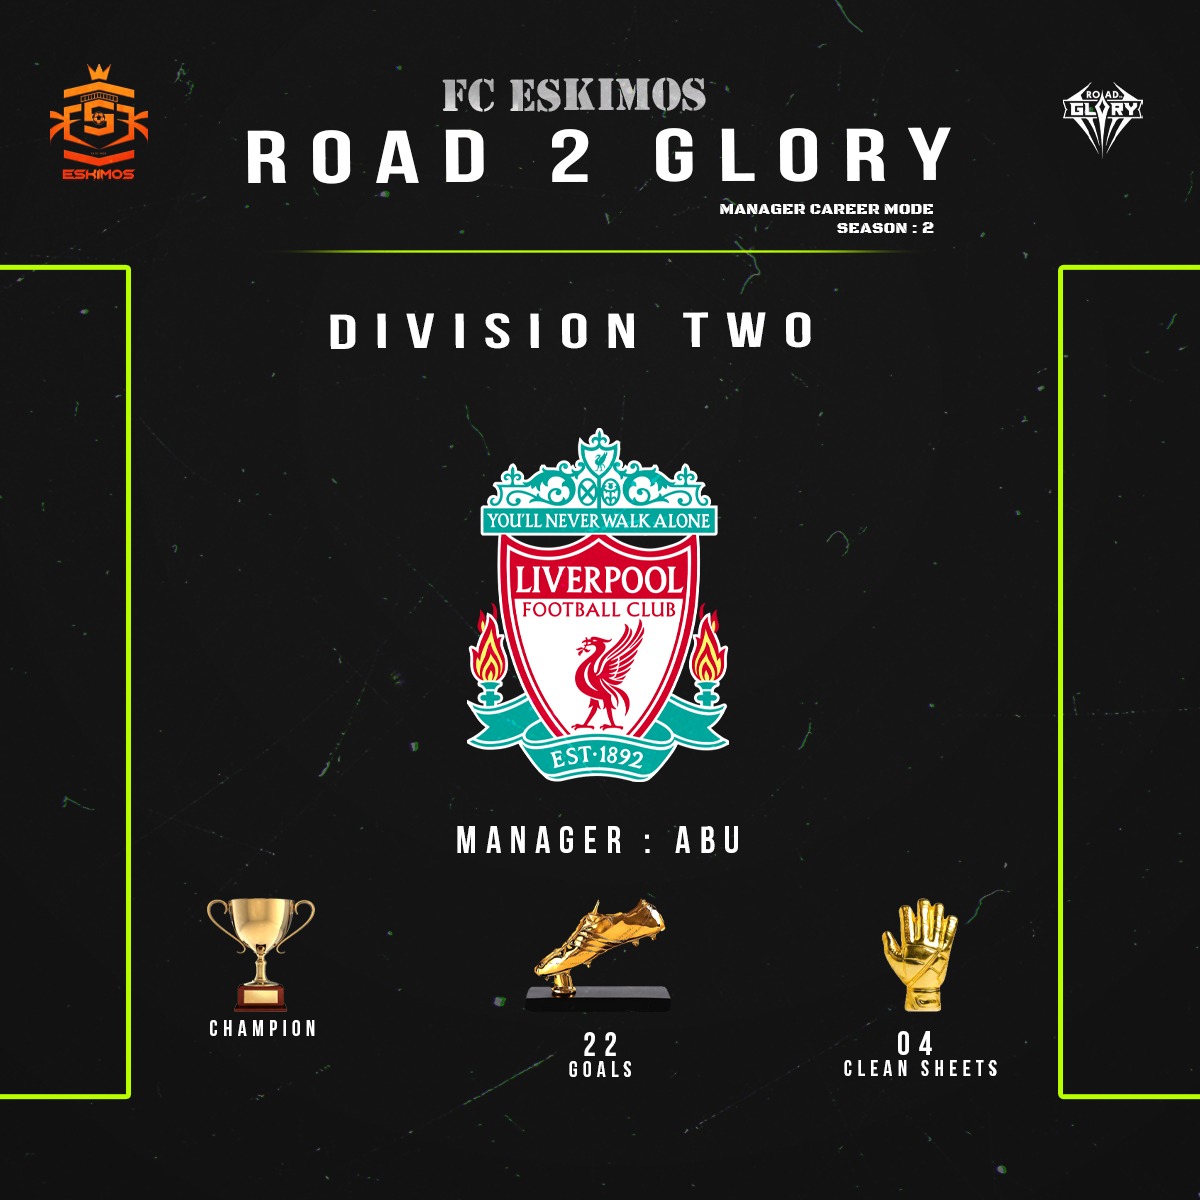 FC ESKIMOS
ROAD 2 GLORY
MANAGER CAREER MODE
SEASON : 2
ESKIMOS
ROAD
GLORY
DIVISION TWO
YOU'LL NEVER WALK ALONE
LIVERPOOL
FOOTBALL CLUB
EST·1892
MANAGER : ABU
CHAMPION
22
GOALS
04
CLEAN SHEETS